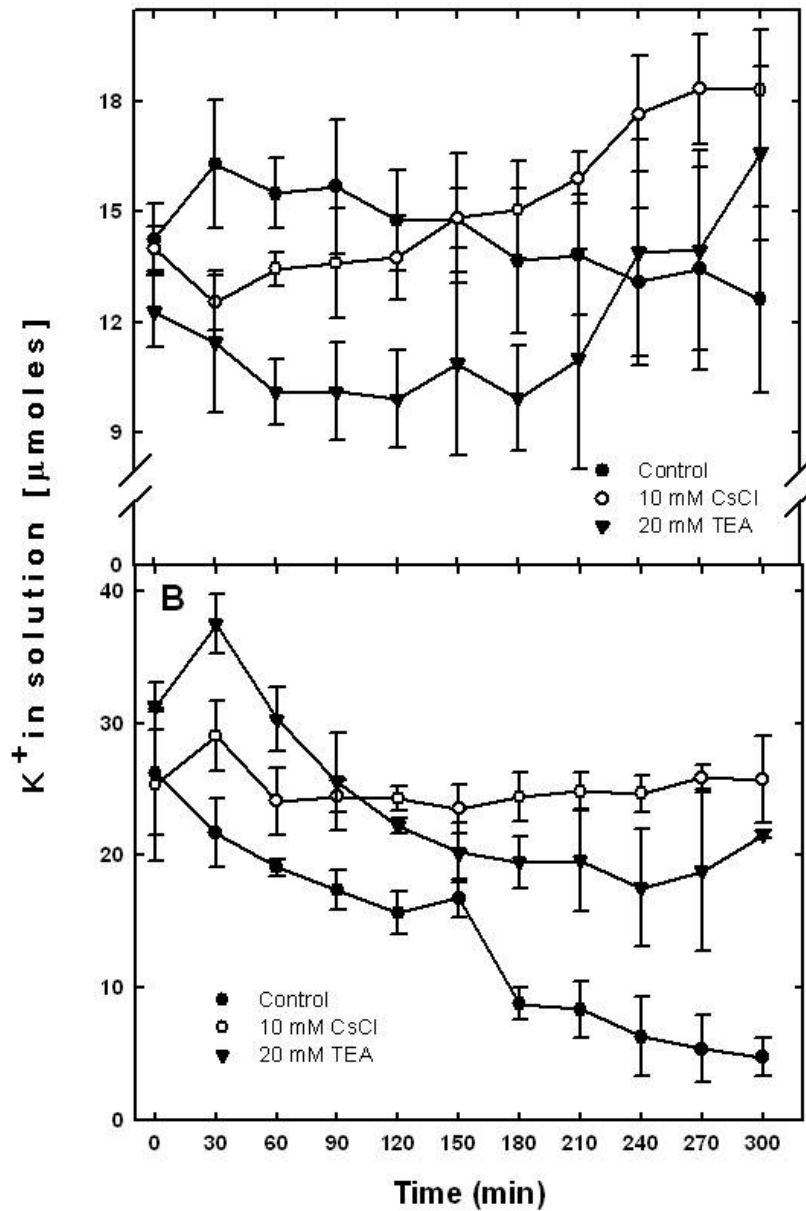 18
15
12
9
0
Control
10 mM CsCl
20 mM TEA
K+ in solution [µmoles]
B
40
30
20
10
0
Control
10 mM CsCl
20 mM TEA
0 30 60 90 120 150 180 210 240 270 300
Time (min)